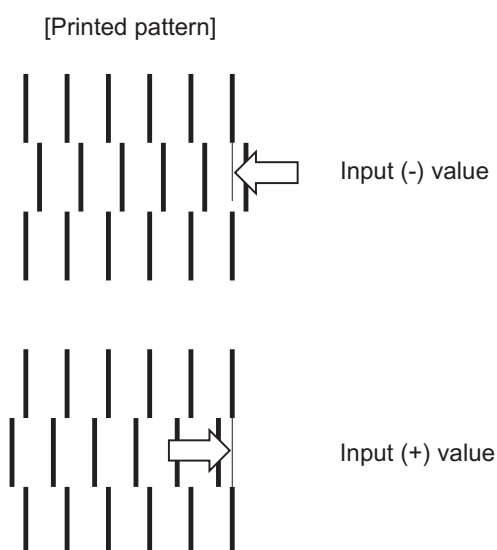 [Printed pattern]
Input (-) value
Input (+) value